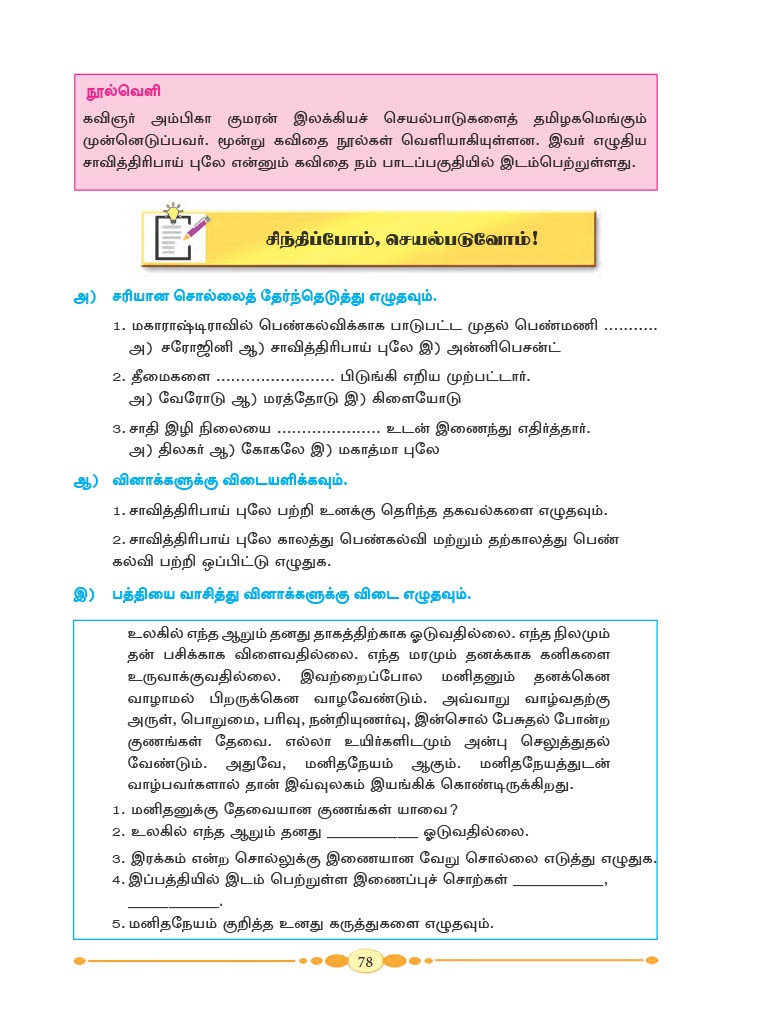 நூல்வெளி
கவிஞர் அம்பிகா குமரன் இலக்கியச் செயல்பாடுகளைத் தமிழகமெங்கும்
முன்னெடுப்பவர். மூன்று கவிதை நூல்கள் வெளியாகியுள்ளன. இவர் எழுதிய
சாவித்திரிபாய் புலே என்னும் கவிதை நம் பாடப்பகுதியில் இடம்பெற்றுள்ளது.
சிந்திப்போம், செயல்படுவோம்!
அ) சரியான சொல்லைத் தேர்ந்தெடுத்து எழுதவும்.
1. மகாராஷ்டிராவில் பெண்கல்விக்காக பாடுபட்ட முதல் பெண்மணி ...........
அ) சரோஜினி ஆ) சாவித்திரிபாய் புலே இ) அன்னிபெசன்ட்
2. தீமைகளை ........................ பிடுங்கி எறிய முற்பட்டார்.
அ) வேரோடு ஆ) மரத்தோடு இ) கிளையோடு
3. சாதி இழி நிலையை ..................... உடன் இணைந்து எதிர்த்தார்.
அ) திலகர் ஆ) கோகலே இ) மகாத்மா புலே
ஆ) வினாக்களுக்கு விடையளிக்கவும்.
1. சாவித்திரிபாய் புலே பற்றி உனக்கு தெரிந்த தகவல்களை எழுதவும்.
2. சாவித்திரிபாய் புலே காலத்து பெண்கல்வி மற்றும் தற்காலத்து பெண்
கல்வி பற்றி ஒப்பிட்டு எழுதுக.
இ) பத்தியை வாசித்து வினாக்களுக்கு விடை எழுதவும்.
உலகில் எந்த ஆறும் தனது தாகத்திற்காக ஓடுவதில்லை. எந்த நிலமும்
தன் பசிக்காக விளைவதில்லை. எந்த மரமும் தனக்காக கனிகளை
உருவாக்குவதில்லை. இவற்றைப்போல மனிதனும் தனக்கென
வாழாமல் பிறருக்கென வாழவேண்டும். அவ்வாறு வாழ்வதற்கு
அருள், பொறுமை, பரிவு, நன்றியுணர்வு, இன்சொல் பேசுதல் போன்ற
குணங்கள் தேவை. எல்லா உயிர்களிடமும் அன்பு செலுத்துதல்
வேண்டும். அதுவே, மனிதநேயம் ஆகும். மனிதநேயத்துடன்
வாழ்பவர்களால் தான் இவ்வுலகம் இயங்கிக் கொண்டிருக்கிறது.
1. மனிதனுக்கு தேவையான குணங்கள் யாவை?
2. உலகில் எந்த ஆறும் தனது ___________ ஓடுவதில்லை.
3. இரக்கம் என்ற சொல்லுக்கு இணையான வேறு சொல்லை எடுத்து எழுதுக.
4. இப்பத்தியில் இடம் பெற்றுள்ள இணைப்புச் சொற்கள் ___________,
___________.
5. மனிதநேயம் குறித்த உனது கருத்துகளை எழுதவும்.
78